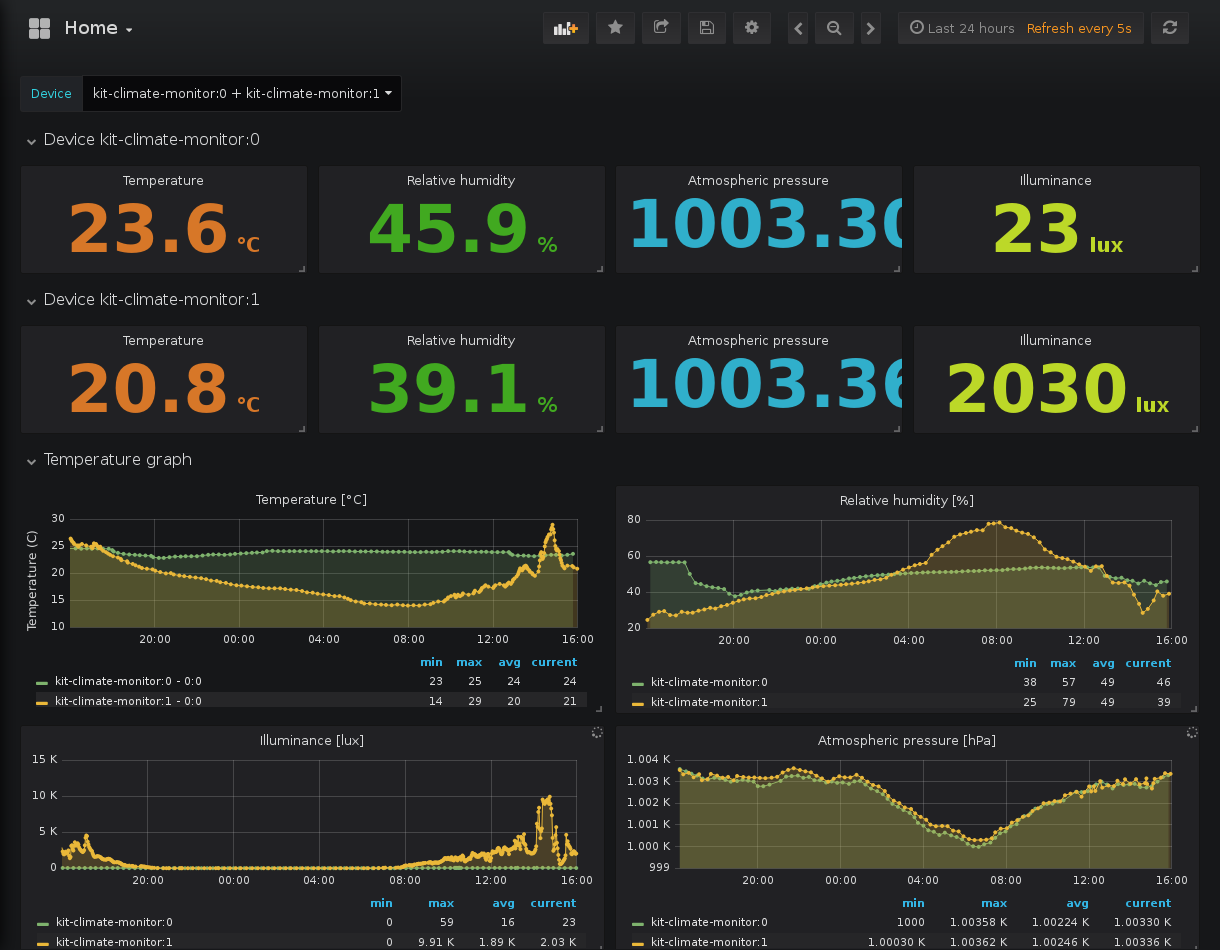 Home
Last 24 hours Refresh every 5s
Device kit-climate-monitor:0 + kit-climate-monitor:1
Device kit-climate-monitor:0
Temperature Relative humidity Atmospheric pressure Illuminance
23.6 °C 45.9 % 1003.30 23 lux
Device kit-climate-monitor:1
Temperature Relative humidity Atmospheric pressure Illuminance
20.8 °C 39.1 % 1003.36 2030 lux
Temperature graph
Temperature [°C]
Temperature (C)
30
25
20
15
10
20:00 00:00 04:00 08:00 12:00 16:00
min max avg current
kit-climate-monitor:0 - 0:0 23 25 24 24
kit-climate-monitor:1 - 0:0 14 29 20 21
Relative humidity [%]
80
60
40
20
20:00 00:00 04:00 08:00 12:00 16:00
min max avg current
kit-climate-monitor:0 38 57 49 46
kit-climate-monitor:1 25 79 49 39
Illuminance [lux]
15 K
10 K
5 K
0
20:00 00:00 04:00 08:00 12:00 16:00
min max avg current
kit-climate-monitor:0 0 59 16 23
kit-climate-monitor:1 0 9.91 K 1.89 K 2.03 K
Atmospheric pressure [hPa]
1.004 K
1.003 K
1.002 K
1.001 K
1.000 K
999
20:00 00:00 04:00 08:00 12:00 16:00
min max avg current
kit-climate-monitor:0 1000 1.00358 K 1.00224 K 1.00330 K
kit-climate-monitor:1 1.00030 K 1.00362 K 1.00246 K 1.00336 K